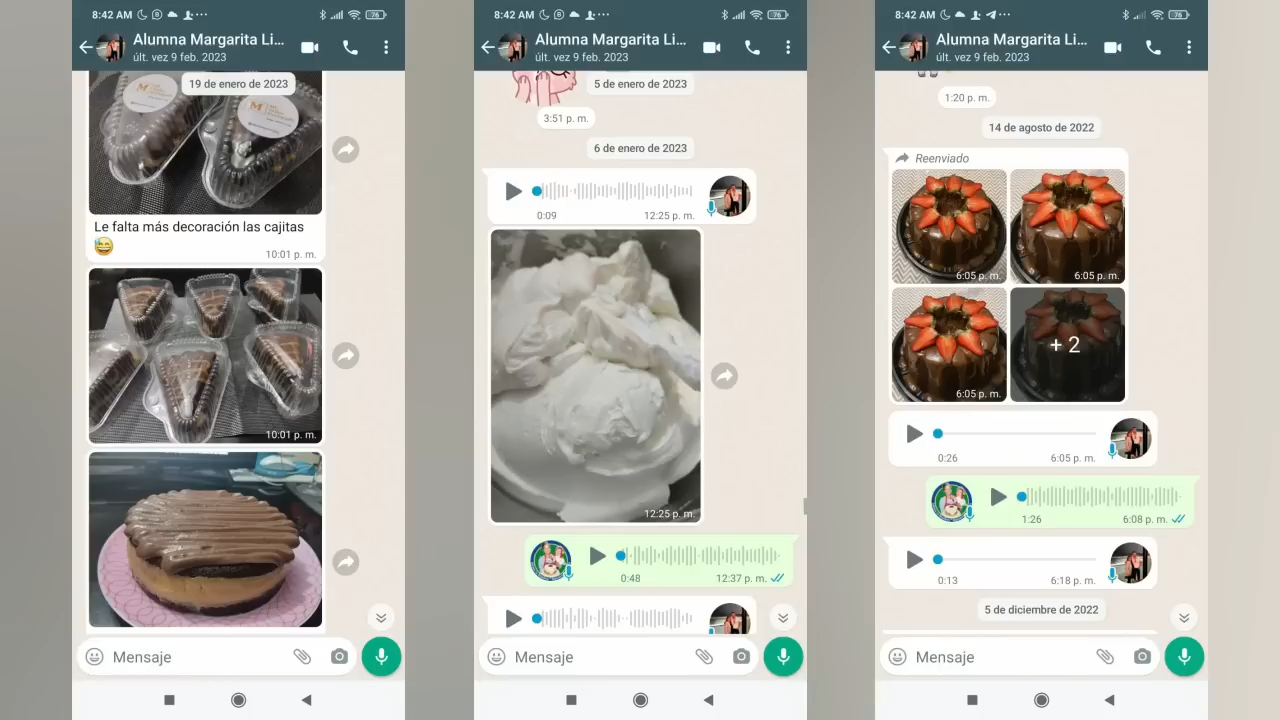 8:42 AM
76
Alumna Margarita Li...
últ. vez 9 feb. 2023
19 de enero de 2023
M
Le falta más decoración las cajitas
😅
10:01 p. m.
10:01 p. m.
Mensaje
8:42 AM
76
Alumna Margarita Li...
últ. vez 9 feb. 2023
5 de enero de 2023
3:51 p. m.
6 de enero de 2023
0:09
12:25 p. m.
12:25 p. m.
0:48
12:37 p. m.
Mensaje
8:42 AM
76
Alumna Margarita Li...
últ. vez 9 feb. 2023
1:20 p. m.
14 de agosto de 2022
Reenviado
6:05 p. m.
6:05 p. m.
6:05 p. m.
+ 2
0:26
6:05 p. m.
1:26
6:08 p. m.
0:13
6:18 p. m.
5 de diciembre de 2022
Mensaje